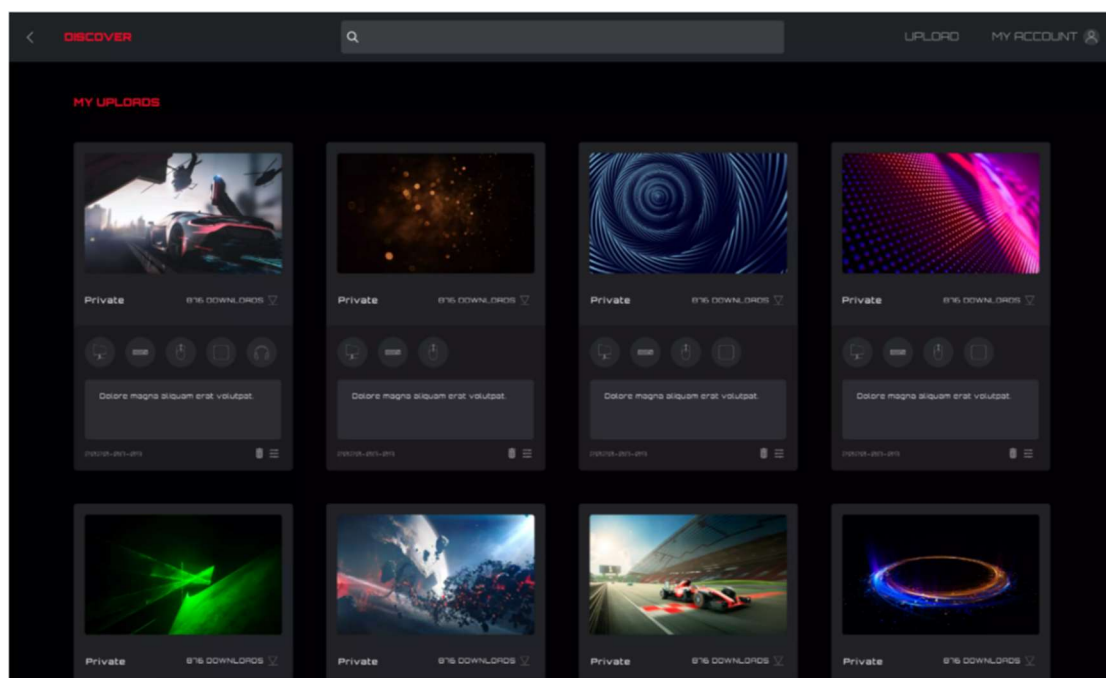 DISCOVER
UPLOAD
MY ACCOUNT
MY UPLOADS
Private 876 DOWNLOADS
Private 876 DOWNLOADS
Private 876 DOWNLOADS
Private 876 DOWNLOADS
Dolore magna aliquam erat volutpat.
Dolore magna aliquam erat volutpat.
Dolore magna aliquam erat volutpat.
Dolore magna aliquam erat volutpat.
Private 876 DOWNLOADS
Private 876 DOWNLOADS
Private 876 DOWNLOADS
Private 876 DOWNLOADS